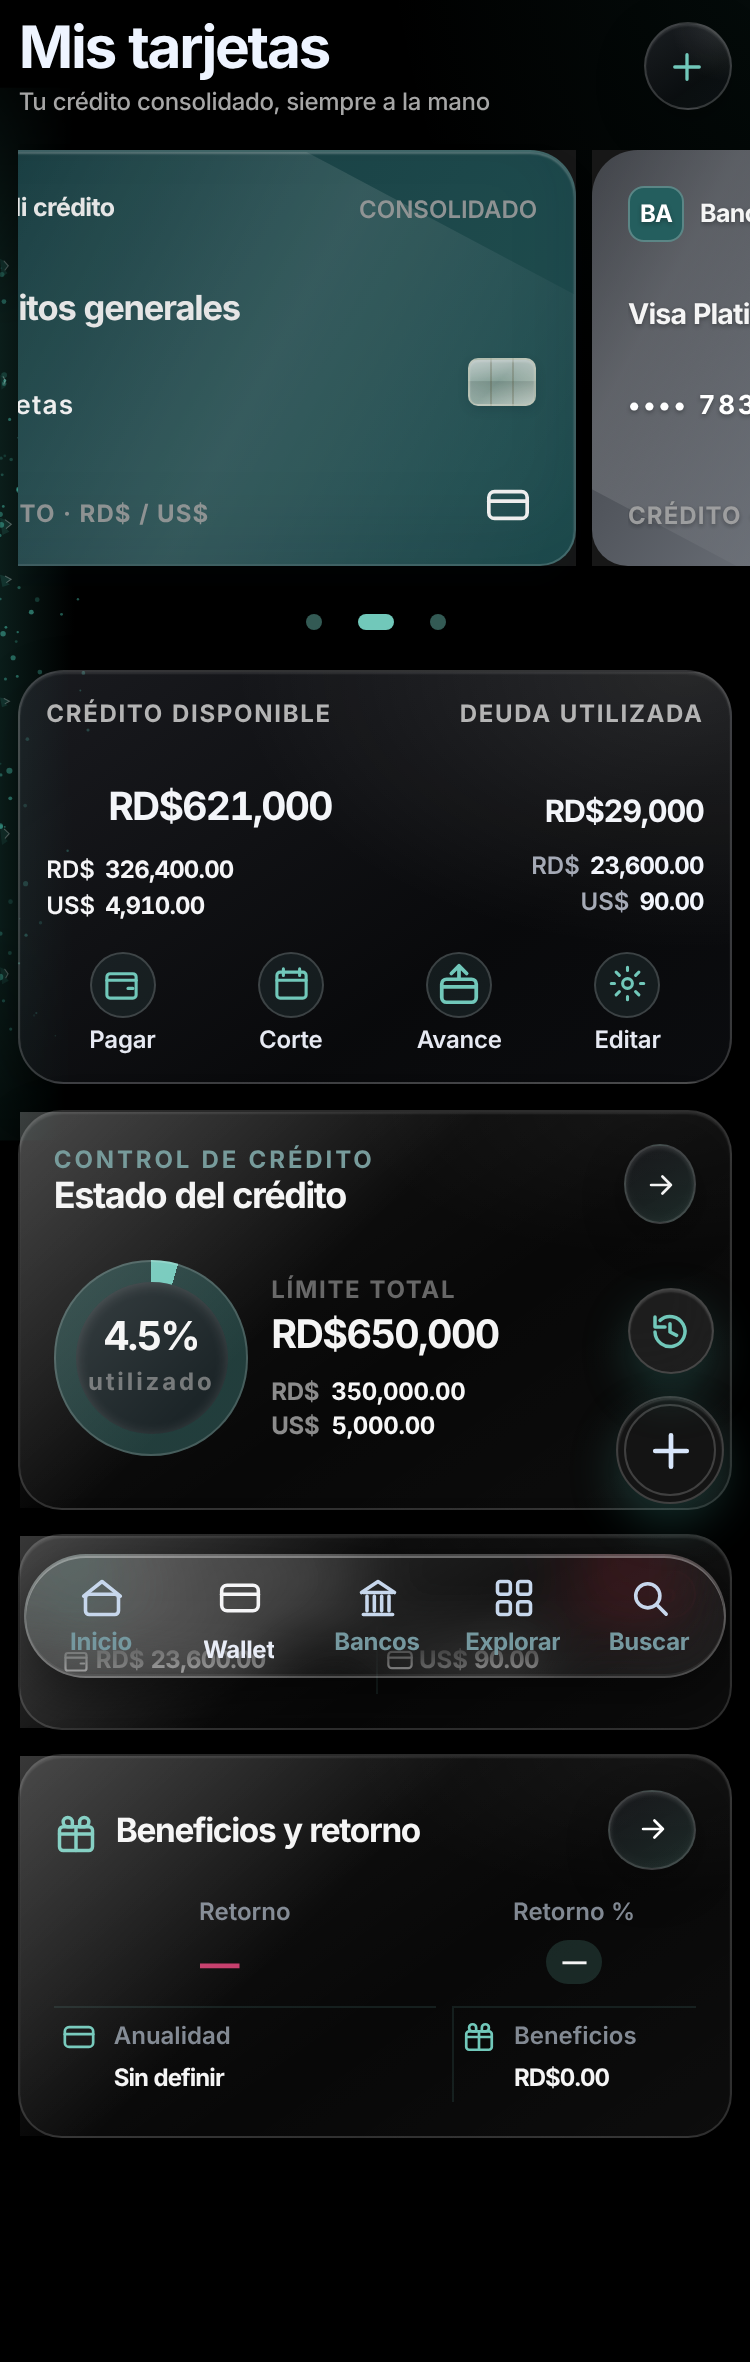 Mis tarjetas
Tu crédito consolidado, siempre a la mano
li crédito
CONSOLIDADO
BA
Banc
itos generales
Visa Plati
etas
•••• 783
TO · RD$ / US$
CRÉDITO
CRÉDITO DISPONIBLE
DEUDA UTILIZADA
RD$621,000
RD$29,000
RD$ 326,400.00
RD$ 23,600.00
US$ 4,910.00
US$ 90.00
Pagar
Corte
Avance
Editar
CONTROL DE CRÉDITO
Estado del crédito
4.5%
utilizado
LÍMITE TOTAL
RD$650,000
RD$ 350,000.00
US$ 5,000.00
Inicio
Wallet
Bancos
Explorar
Buscar
RD$ 23,600.00
US$ 90.00
Beneficios y retorno
Retorno
Retorno %
—
—
Anualidad
Sin definir
Beneficios
RD$0.00